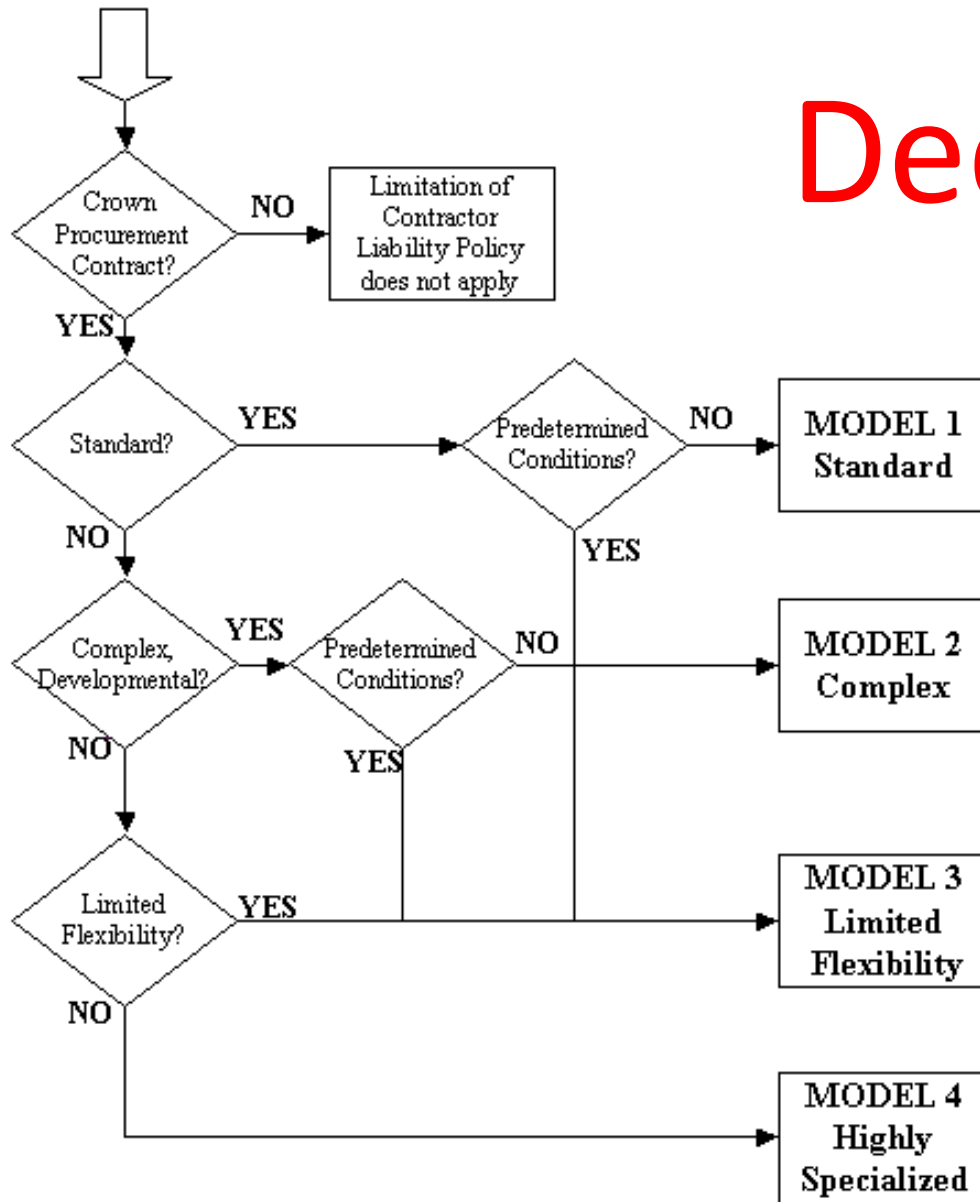 Dec
Crown
Procurement
Contract?
NO
Limitation of
Contractor
Liability Policy
does not apply
YES
Standard?
YES
Predetermined
Conditions?
NO
MODEL 1
Standard
NO
YES
Complex,
Developmental?
YES
Predetermined
Conditions?
NO
MODEL 2
Complex
NO
YES
Limited
Flexibility?
YES
MODEL 3
Limited
Flexibility
NO
MODEL 4
Highly
Specialized